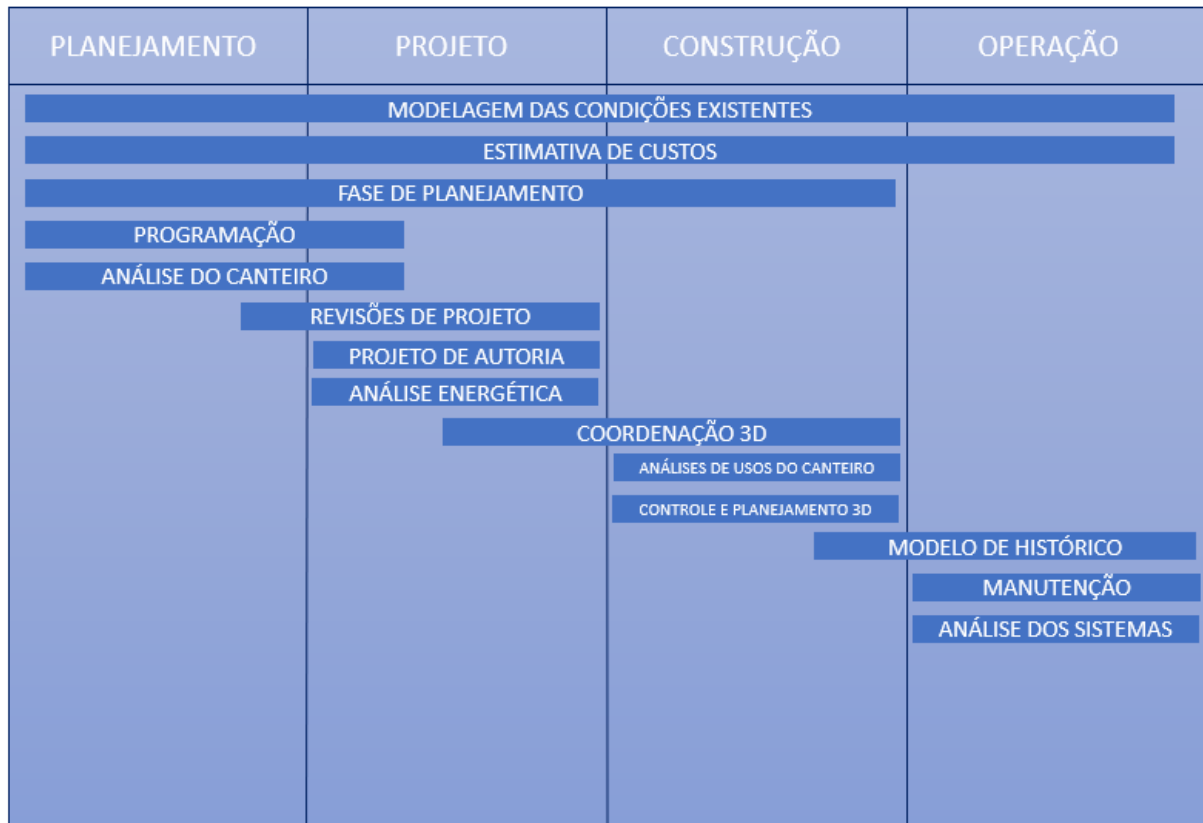 PLANEJAMENTO
PROJETO
CONSTRUÇÃO
OPERAÇÃO
MODELAGEM DAS CONDIÇÕES EXISTENTES
ESTIMATIVA DE CUSTOS
FASE DE PLANEJAMENTO
PROGRAMAÇÃO
ANÁLISE DO CANTEIRO
REVISÕES DE PROJETO
PROJETO DE AUTORIA
ANÁLISE ENERGÉTICA
COORDENAÇÃO 3D
ANÁLISES DE USOS DO CANTEIRO
CONTROLE E PLANEJAMENTO 3D
MODELO DE HISTÓRICO
MANUTENÇÃO
ANÁLISE DOS SISTEMAS